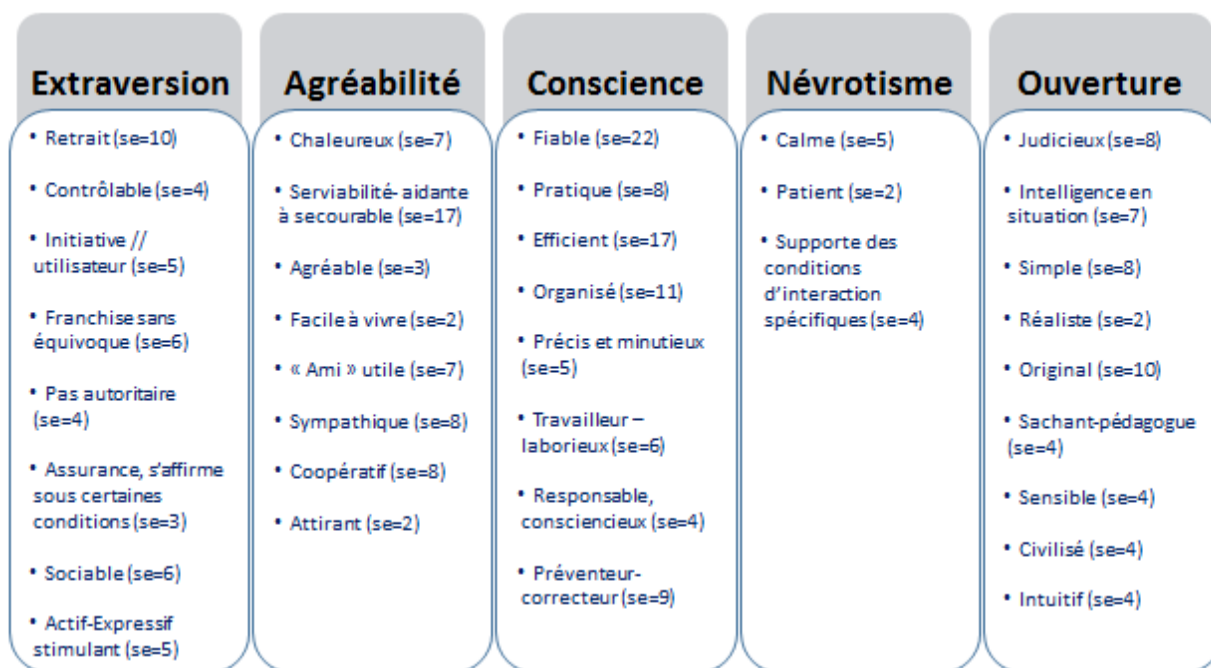 Extraversion
• Retrait (se=10)
• Contrôlable (se=4)
• Initiative //
utilisateur (se=5)
• Franchise sans
équivoque (se=6)
• Pas autoritaire
(se=4)
• Assurance, s'affirme
sous certaines
conditions (se=3)
• Sociable (se=6)
• Actif-Expressif
stimulant (se=5)
Agréabilité
• Chaleureux (se=7)
• Serviabilité- aidante
à secourable (se=17)
• Agréable (se=3)
• Facile à vivre (se=2)
• « Ami » utile (se=7)
• Sympathique (se=8)
• Coopératif (se=8)
• Attirant (se=2)
Conscience
• Fiable (se=22)
• Pratique (se=8)
• Efficient (se=17)
• Organisé (se=11)
• Précis et minutieux
(se=5)
• Travailleur –
laborieux (se=6)
• Responsable,
consciencieux (se=4)
• Préventeur-
correcteur (se=9)
Névrotisme
• Calme (se=5)
• Patient (se=2)
• Supporte des
conditions
d'interaction
spécifiques (se=4)
Ouverture
• Judicieux (se=8)
• Intelligence en
situation (se=7)
• Simple (se=8)
• Réaliste (se=2)
• Original (se=10)
• Sachant-pédagogue
(se=4)
• Sensible (se=4)
• Civilisé (se=4)
• Intuitif (se=4)